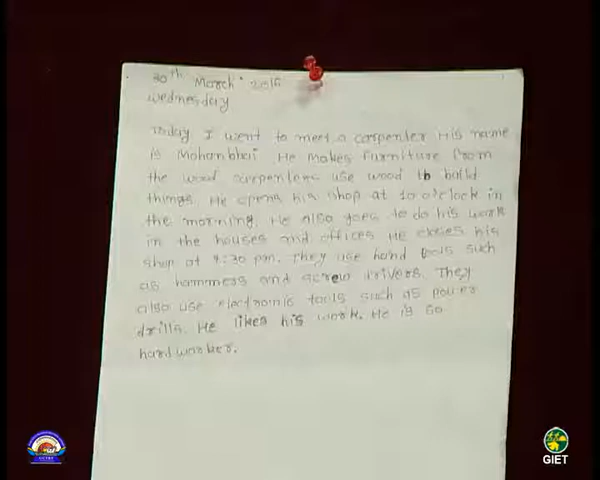 30th March 2016
Wednesday
Today I went to meet a carpenter His name
is Mohanbhai. He makes furniture from
the wood carpenters use wood to build
things. He opens his shop at 10 o'clock in
the morning. He also goes to do his work
in the houses and offices He closes his
shop at 9:30 pm. They use hand tools such
as hammers and screw drivers. They
also use electronic tools such as power
drills. He likes his work. He is so
hard worker.
GIET